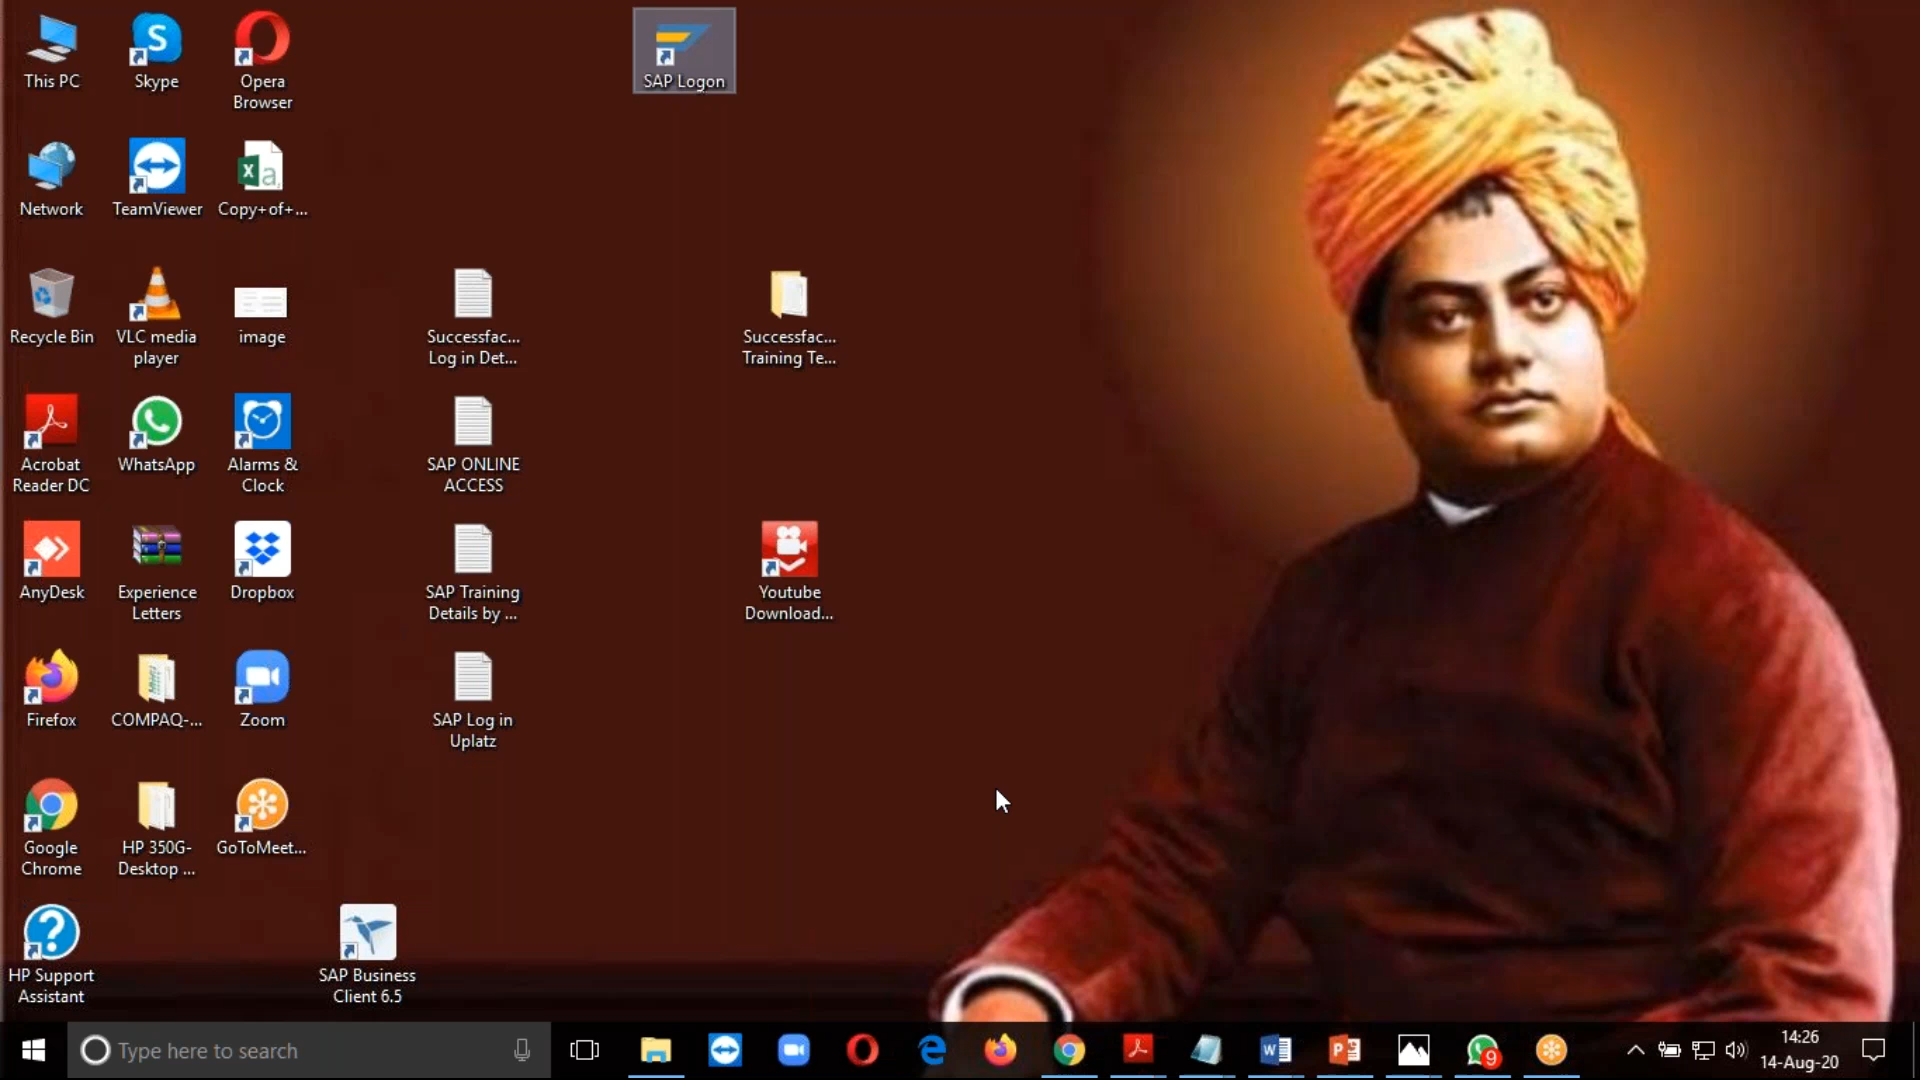 This PC
Skype
Opera
Browser
SAP Logon
Network
TeamViewer
Copy+of+...
Recycle Bin
VLC media
player
image
Successfac...
Log in Det...
Successfac...
Training Te...
Acrobat
Reader DC
WhatsApp
Alarms &
Clock
SAP ONLINE
ACCESS
AnyDesk
Experience
Letters
Dropbox
SAP Training
Details by ...
Youtube
Download...
Firefox
COMPAQ-...
Zoom
SAP Log in
Uplatz
Google
Chrome
HP 350G-
Desktop ...
GoToMeet...
HP Support
Assistant
SAP Business
Client 6.5
Type here to search
9
14:26
14-Aug-20